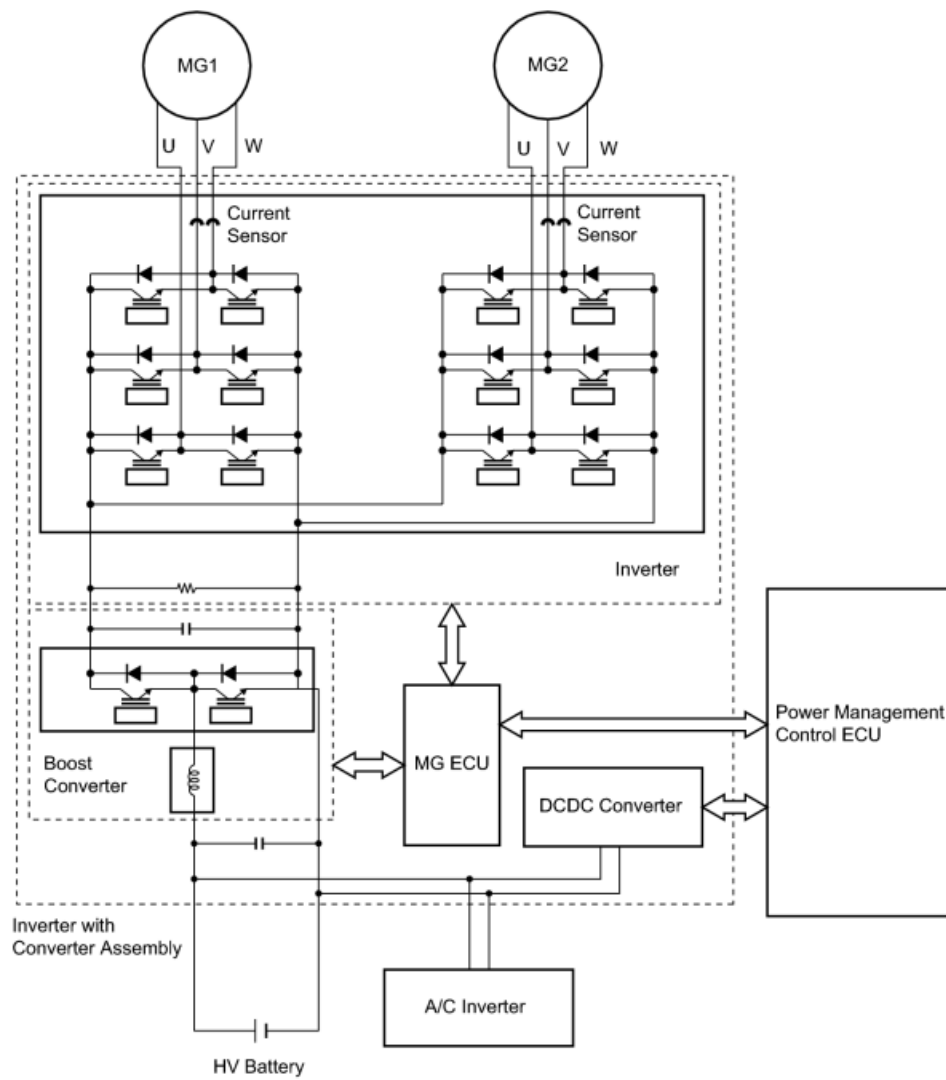 MG1
MG2
U V W
U V W
Current
Sensor
Current
Sensor
Inverter
Power Management
Control ECU
MG ECU
Boost
Converter
DCDC Converter
Inverter with
Converter Assembly
A/C Inverter
HV Battery